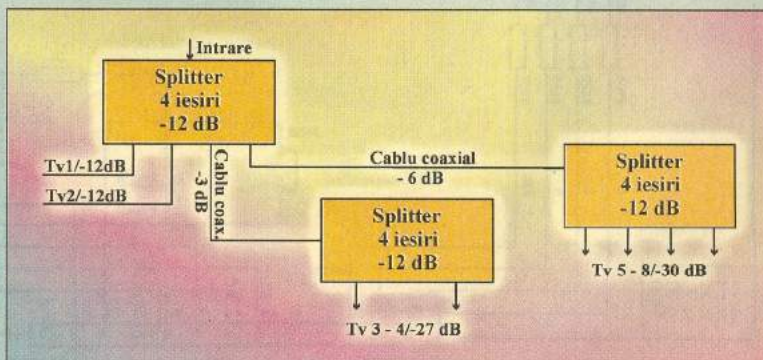 Intrare
Splitter
4 iesiri
-12 dB
Tv1/-12dB
Tv2/-12dB
Cablu coax.
-3 dB
Cablu coaxial
- 6 dB
Splitter
4 iesiri
-12 dB
Splitter
4 iesiri
-12 dB
Tv 5 - 8/-30 dB
Tv 3 - 4/-27 dB